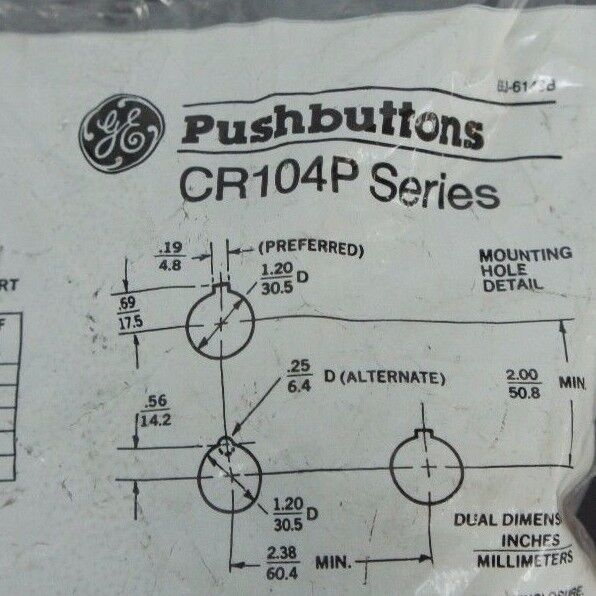 GE
Pushbuttons
CR104P Series
.19
4.8
(PREFERRED)
MOUNTING
HOLE
DETAIL
1.20
30.5 D
RT
F
.69
17.5
.25
6.4 D (ALTERNATE)
2.00
50.8 MIN.
.56
14.2
1.20
30.5 D
DUAL DIMENS
INCHES
MILLIMETERS
2.38
60.4 MIN.